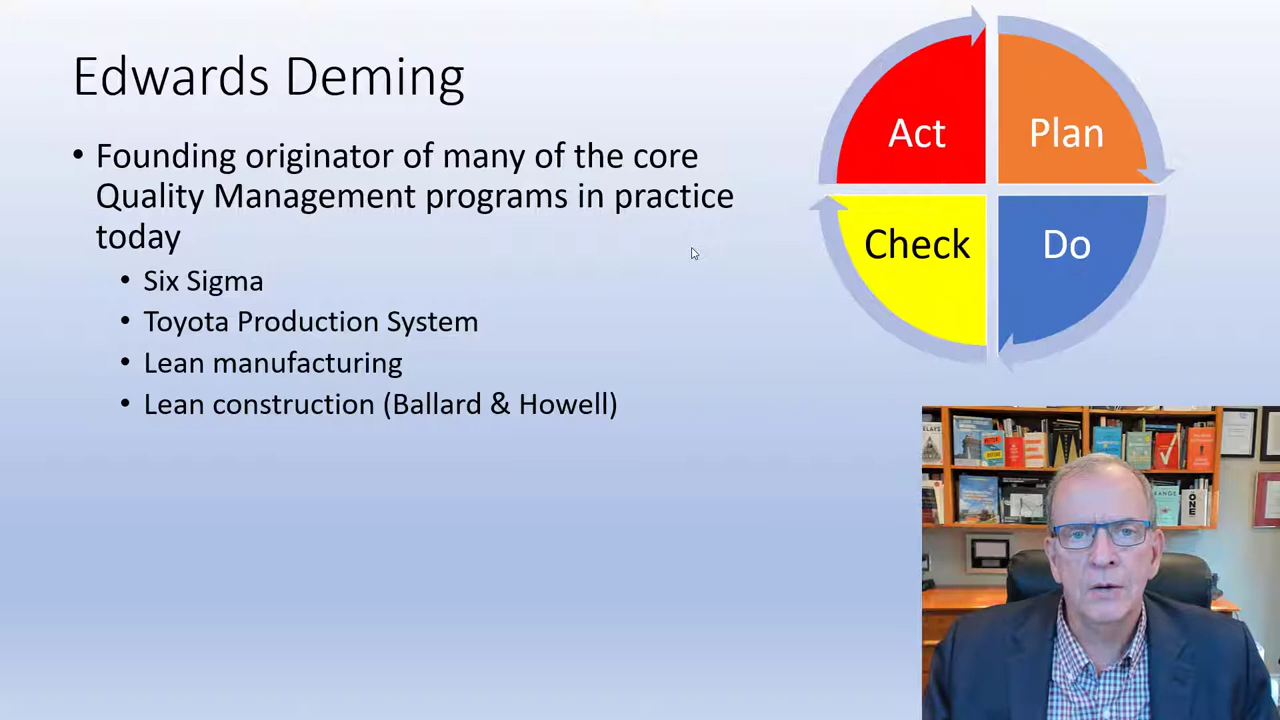 Edwards Deming
• Founding originator of many of the core
Quality Management programs in practice
today
• Six Sigma
• Toyota Production System
• Lean manufacturing
• Lean construction (Ballard & Howell)
Act
Plan
Check
Do